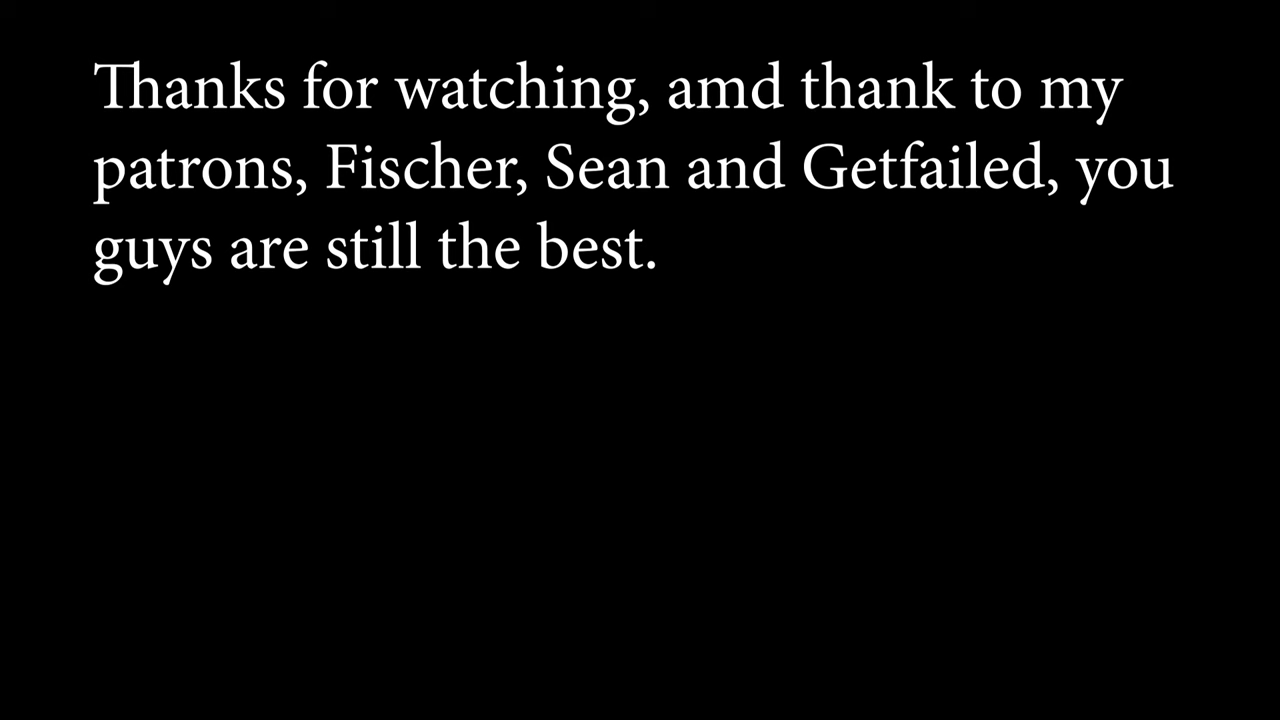 Thanks for watching, amd thank to my
patrons, Fischer, Sean and Getfailed, you
guys are still the best.